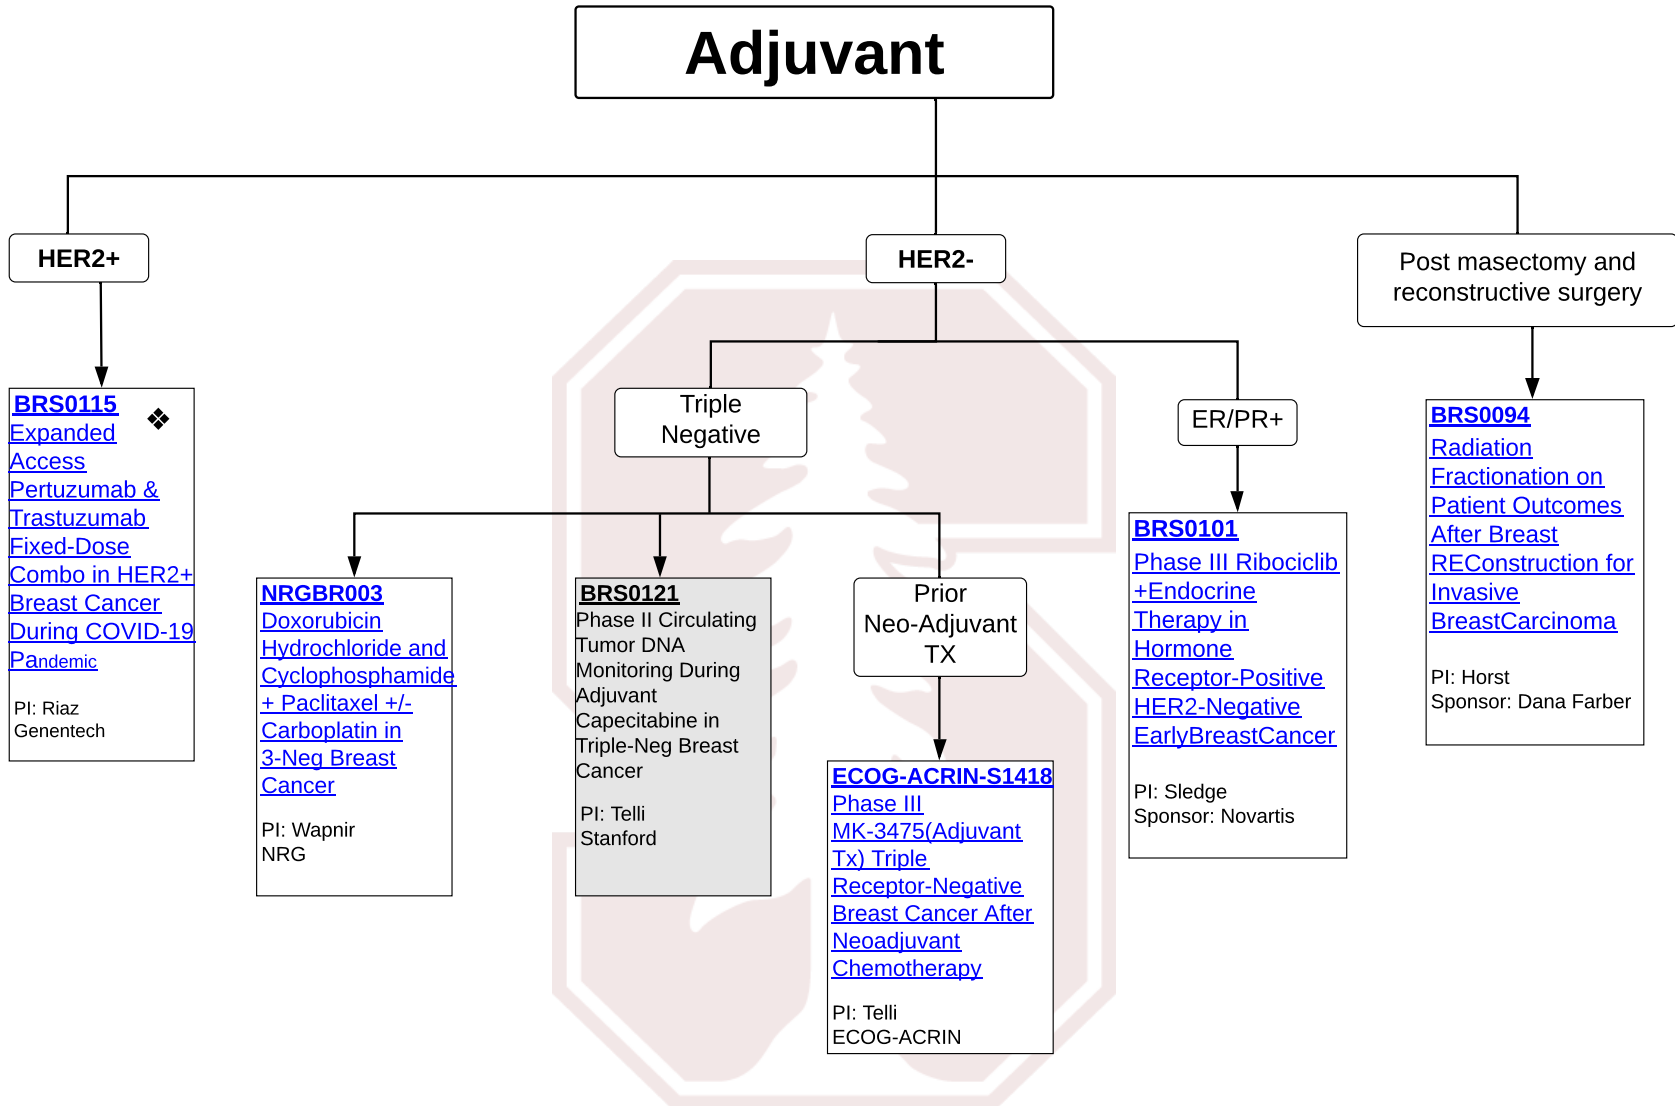 Adjuvant
HER2+
HER2-
Post masectomy and
reconstructive surgery
BRS0115
Expanded
Access
Pertuzumab &
Trastuzumab
Fixed-Dose
Combo in HER2+
Breast Cancer
During COVID-19
Pandemic
PI: Riaz
Genentech
Triple
Negative
ER/PR+
NRGBR003
Doxorubicin
Hydrochloride and
Cyclophosphamide
+ Paclitaxel +/-
Carboplatin in
3-Neg Breast
Cancer
PI: Wapnir
NRG
BRS0121
Phase II Circulating
Tumor DNA
Monitoring During
Adjuvant
Capecitabine in
Triple-Neg Breast
Cancer
PI: Telli
Stanford
Prior
Neo-Adjuvant
TX
ECOG-ACRIN-S1418
Phase III
MK-3475(Adjuvant
Tx) Triple
Receptor-Negative
Breast Cancer After
Neoadjuvant
Chemotherapy
PI: Telli
ECOG-ACRIN
BRS0101
Phase III Ribociclib
+Endocrine
Therapy in
Hormone
Receptor-Positive
HER2-Negative
EarlyBreastCancer
PI: Sledge
Sponsor: Novartis
BRS0094
Radiation
Fractionation on
Patient Outcomes
After Breast
REConstruction for
Invasive
BreastCarcinoma
PI: Horst
Sponsor: Dana Farber